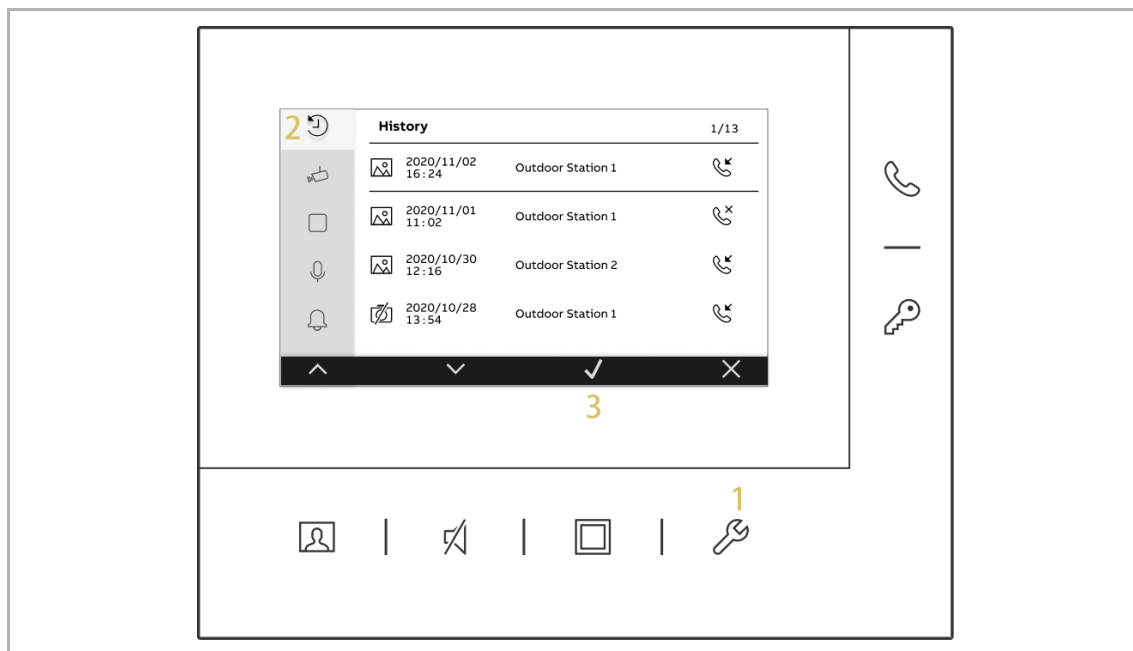 2
History 1/13
2020/11/02
16:24
Outdoor Station 1
2020/11/01
11:02
Outdoor Station 1
2020/10/30
12:16
Outdoor Station 2
2020/10/28
13:54
Outdoor Station 1
3
1